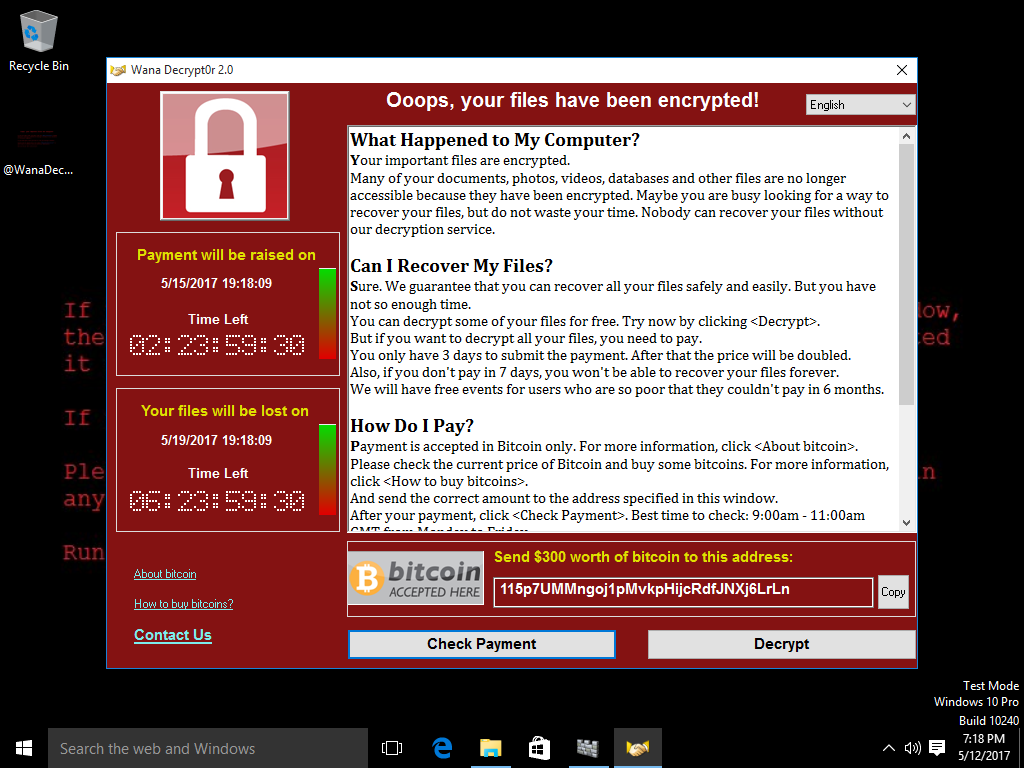 Recycle Bin
@WanaDec...
Wana Decrypt0r 2.0
Ooops, your files have been encrypted!
English
Payment will be raised on
5/15/2017 19:18:09
Time Left
02:23:59:30
Your files will be lost on
5/19/2017 19:18:09
Time Left
06:23:59:30
About bitcoin
How to buy bitcoins?
Contact Us
What Happened to My Computer?
Your important files are encrypted.
Many of your documents, photos, videos, databases and other files are no longer
accessible because they have been encrypted. Maybe you are busy looking for a way to
recover your files, but do not waste your time. Nobody can recover your files without
our decryption service.
Can I Recover My Files?
Sure. We guarantee that you can recover all your files safely and easily. But you have
not so enough time.
You can decrypt some of your files for free. Try now by clicking <Decrypt>.
But if you want to decrypt all your files, you need to pay.
You only have 3 days to submit the payment. After that the price will be doubled.
Also, if you don't pay in 7 days, you won't be able to recover your files forever.
We will have free events for users who are so poor that they couldn't pay in 6 months.
How Do I Pay?
Payment is accepted in Bitcoin only. For more information, click <About bitcoin>.
Please check the current price of Bitcoin and buy some bitcoins. For more information,
click <How to buy bitcoins>.
And send the correct amount to the address specified in this window.
After your payment, click <Check Payment>. Best time to check: 9:00am - 11:00am
GMT from Monday to Friday.
bitcoin
ACCEPTED HERE
Send $300 worth of bitcoin to this address:
115p7UMMngoj1pMvkpHijcRdfJNXj6LrLn
Copy
Check Payment
Decrypt
If
the
it
If
any
Run
Test Mode
Windows 10 Pro
Build 10240
Search the web and Windows
7:18 PM
5/12/2017